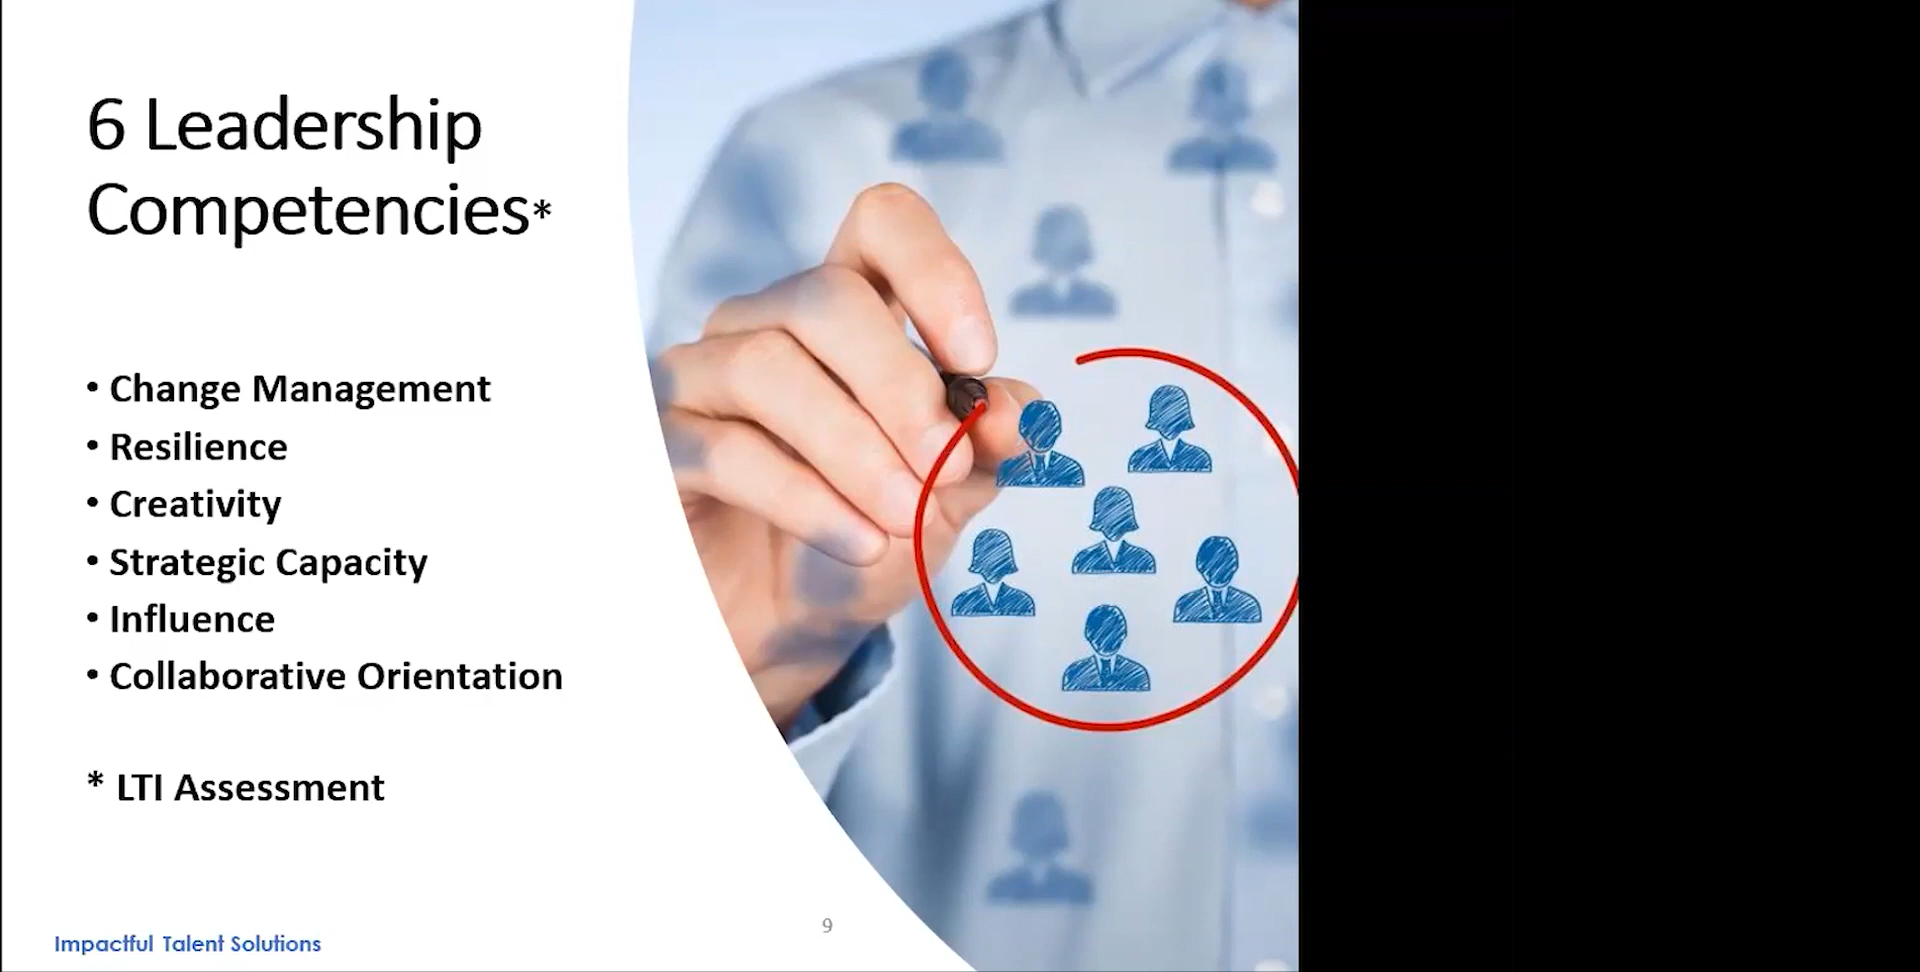 6 Leadership
Competencies*
• Change Management
• Resilience
• Creativity
• Strategic Capacity
• Influence
• Collaborative Orientation
* LTI Assessment
9
Impactful Talent Solutions